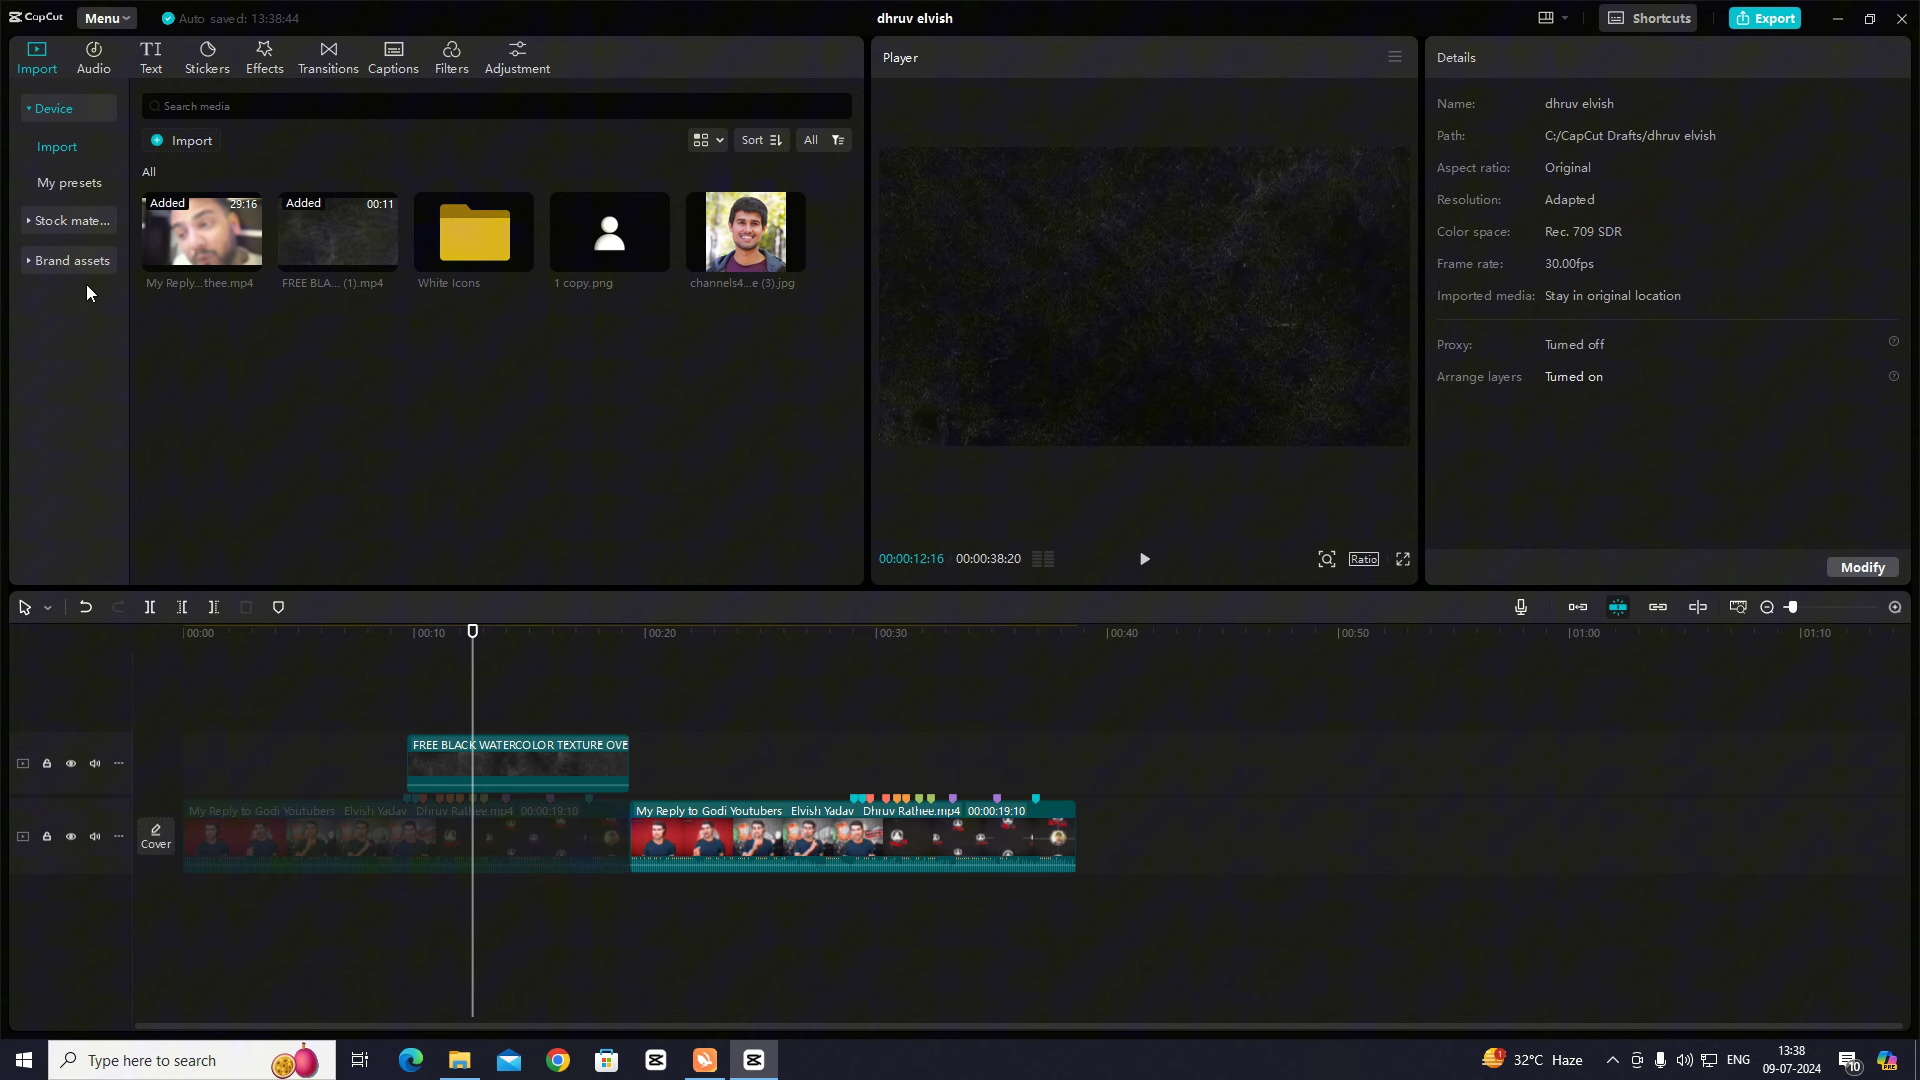 CapCut
Menu
Auto saved: 13:38:44
dhruv elvish
Shortcuts
Export
Import
Audio
Text
Stickers
Effects
Transitions
Captions
Filters
Adjustment
Device
Import
My presets
Stock mate...
Brand assets
Search media
Import
Sort
All
All
Added
29:16
My Reply...thee.mp4
Added
00:11
FREE BLA... (1).mp4
White Icons
1 copy.png
channels4...e (3).jpg
Player
00:00:12:16
00:00:38:20
Ratio
Details
Name: dhruv elvish
Path: C:/CapCut Drafts/dhruv elvish
Aspect ratio: Original
Resolution: Adapted
Color space: Rec. 709 SDR
Frame rate: 30.00fps
Imported media: Stay in original location
Proxy: Turned off
Arrange layers Turned on
Modify
00:00
00:10
00:20
00:30
00:40
00:50
01:00
01:10
FREE BLACK WATERCOLOR TEXTURE OVE
Cover
My Reply to Godi Youtubers Elvish Yadav Dhruv Rathee.mp4 00:00:19:10
My Reply to Godi Youtubers Elvish Yadav Dhruv Rathee.mp4 00:00:19:10
Type here to search
1
32°C Haze
ENG
13:38
09-07-2024
10
PRE